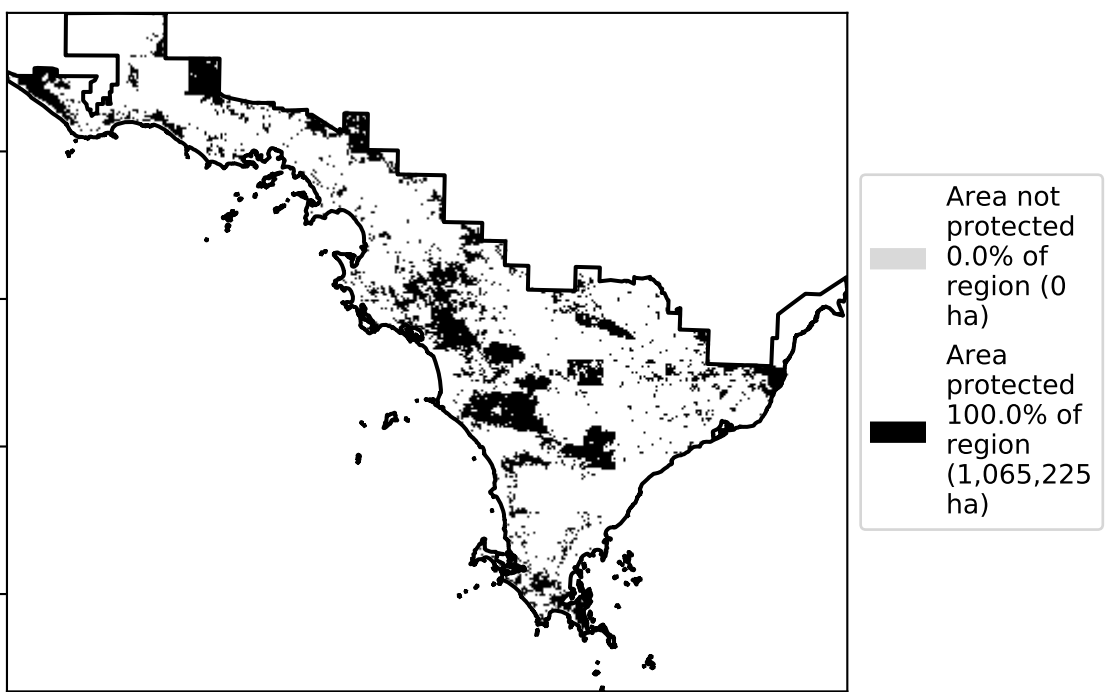 Area not
protected
0.0% of
region (0
ha)
Area
protected
100.0% of
region
(1,065,225
ha)